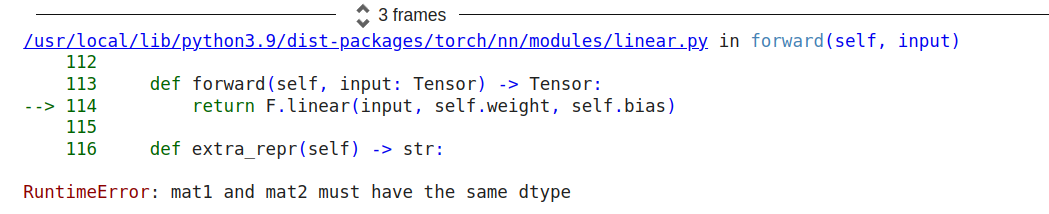 3 frames
/usr/local/lib/python3.9/dist-packages/torch/nn/modules/linear.py in forward(self, input)
    112
    113     def forward(self, input: Tensor) -> Tensor:
--> 114         return F.linear(input, self.weight, self.bias)
    115
    116     def extra_repr(self) -> str:
RuntimeError: mat1 and mat2 must have the same dtype